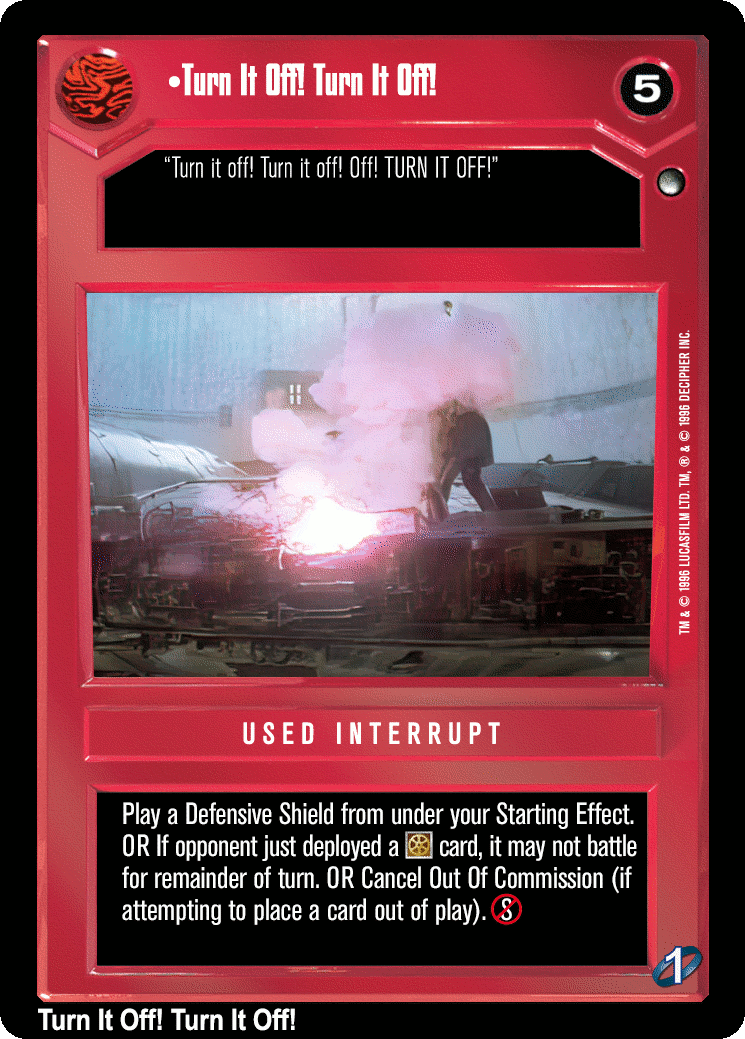 •Turn It Off! Turn It Off!
5
“Turn it off! Turn it off! Off! TURN IT OFF!”
TM & © 1996 LUCASFILM LTD. TM, ® & © 1996 DECIPHER INC.
USED INTERRUPT
Play a Defensive Shield from under your Starting Effect.
OR If opponent just deployed a card, it may not battle
for remainder of turn. OR Cancel Out Of Commission (if
attempting to place a card out of play). S
1
Turn It Off! Turn It Off!